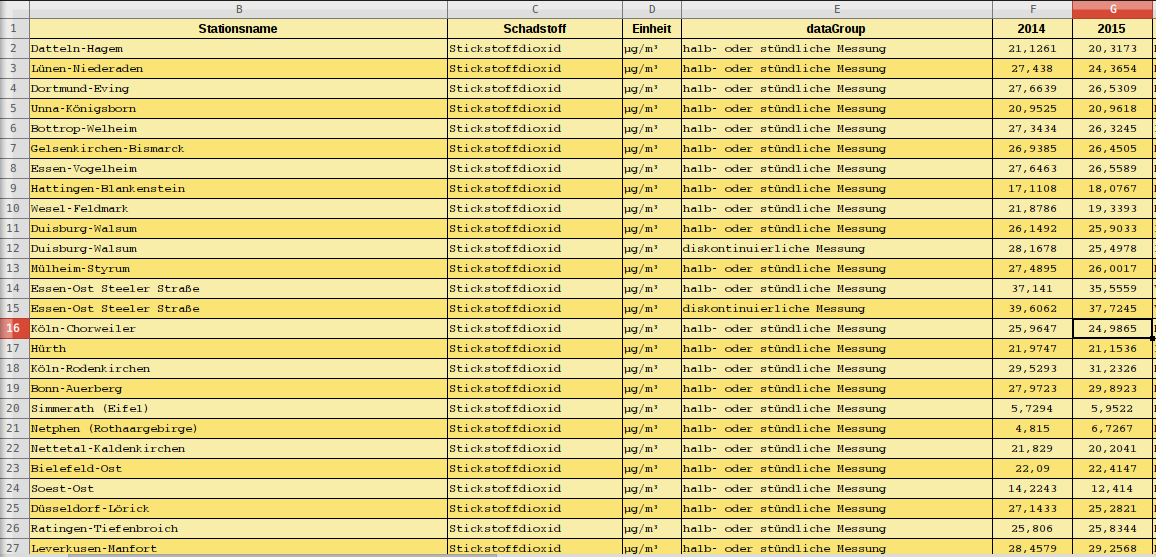 B C D E F G
1 Stationsname Schadstoff Einheit dataGroup 2014 2015
2 Datteln-Hagem Stickstoffdioxid µg/m³ halb- oder stündliche Messung 21,1261 20,3173
3 Lünen-Niederaden Stickstoffdioxid µg/m³ halb- oder stündliche Messung 27,438 24,3654
4 Dortmund-Eving Stickstoffdioxid µg/m³ halb- oder stündliche Messung 27,6639 26,5309
5 Unna-Königsborn Stickstoffdioxid µg/m³ halb- oder stündliche Messung 20,9525 20,9618
6 Bottrop-Welheim Stickstoffdioxid µg/m³ halb- oder stündliche Messung 27,3434 26,3245
7 Gelsenkirchen-Bismarck Stickstoffdioxid µg/m³ halb- oder stündliche Messung 26,9385 26,4505
8 Essen-Vogelheim Stickstoffdioxid µg/m³ halb- oder stündliche Messung 27,6463 26,5589
9 Hattingen-Blankenstein Stickstoffdioxid µg/m³ halb- oder stündliche Messung 17,1108 18,0767
10 Wesel-Feldmark Stickstoffdioxid µg/m³ halb- oder stündliche Messung 21,8786 19,3393
11 Duisburg-Walsum Stickstoffdioxid µg/m³ halb- oder stündliche Messung 26,1492 25,9033
12 Duisburg-Walsum Stickstoffdioxid µg/m³ diskontinuierliche Messung 28,1678 25,4978
13 Mülheim-Styrum Stickstoffdioxid µg/m³ halb- oder stündliche Messung 27,4895 26,0017
14 Essen-Ost Steeler Straße Stickstoffdioxid µg/m³ halb- oder stündliche Messung 37,141 35,5559
15 Essen-Ost Steeler Straße Stickstoffdioxid µg/m³ diskontinuierliche Messung 39,6062 37,7245
16 Köln-Chorweiler Stickstoffdioxid µg/m³ halb- oder stündliche Messung 25,9647 24,9865
17 Hürth Stickstoffdioxid µg/m³ halb- oder stündliche Messung 21,9747 21,1536
18 Köln-Rodenkirchen Stickstoffdioxid µg/m³ halb- oder stündliche Messung 29,5293 31,2326
19 Bonn-Auerberg Stickstoffdioxid µg/m³ halb- oder stündliche Messung 27,9723 29,8923
20 Simmerath (Eifel) Stickstoffdioxid µg/m³ halb- oder stündliche Messung 5,7294 5,9522
21 Netphen (Rothaargebirge) Stickstoffdioxid µg/m³ halb- oder stündliche Messung 4,815 6,7267
22 Nettetal-Kaldenkirchen Stickstoffdioxid µg/m³ halb- oder stündliche Messung 21,829 20,2041
23 Bielefeld-Ost Stickstoffdioxid µg/m³ halb- oder stündliche Messung 22,09 22,4147
24 Soest-Ost Stickstoffdioxid µg/m³ halb- oder stündliche Messung 14,2243 12,414
25 Düsseldorf-Lörick Stickstoffdioxid µg/m³ halb- oder stündliche Messung 27,1433 25,2821
26 Ratingen-Tiefenbroich Stickstoffdioxid µg/m³ halb- oder stündliche Messung 25,806 25,8344
27 Leverkusen-Manfort Stickstoffdioxid µg/m³ halb- oder stündliche Messung 28,4579 29,2568